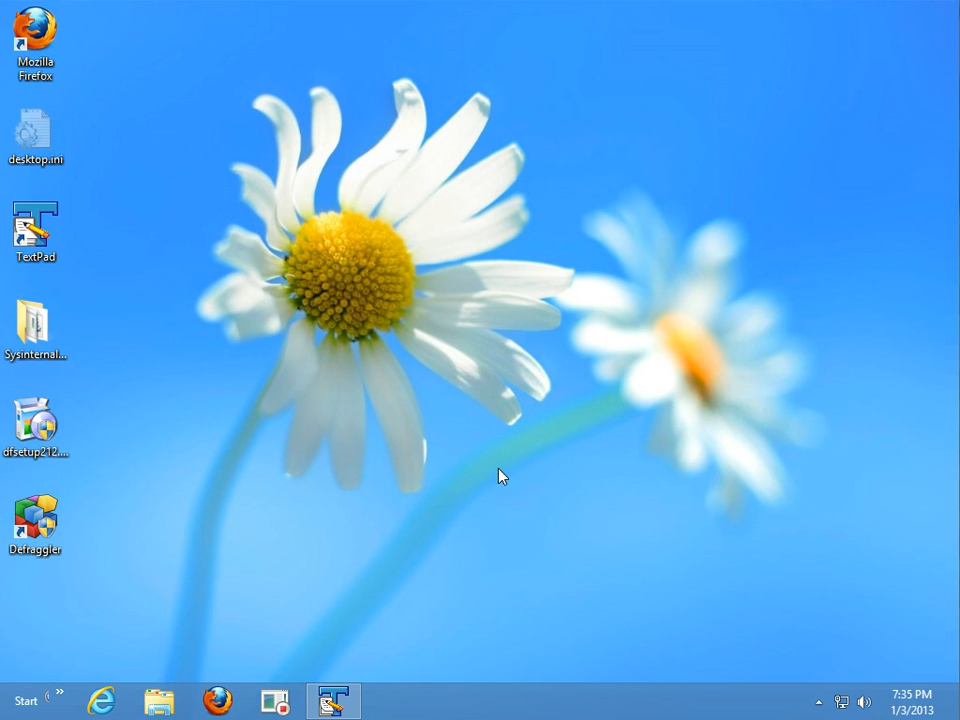 Mozilla
Firefox
desktop.ini
TextPad
Sysinternal...
dfsetup212....
Defraggler
Start
»
7:35 PM
1/3/2013